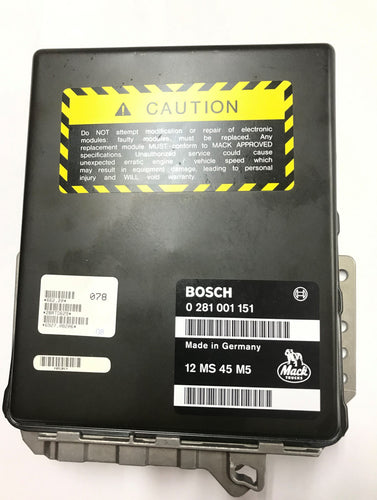 CAUTION
Do NOT attempt modification or repair of electronic
modules: faulty modules must be replaced. Any
replacement module MUST conform to MACK APPROVED
specifications. Unauthorized service could cause
unexpected erratic engine or vehicle speed which
may result in equipment damage, leading to personal
injury and WILL VOID WARRANTY.
078
BOSCH
0 281 001 151
Made in Germany
12 MS 45 M5
Mack
TRUCKS